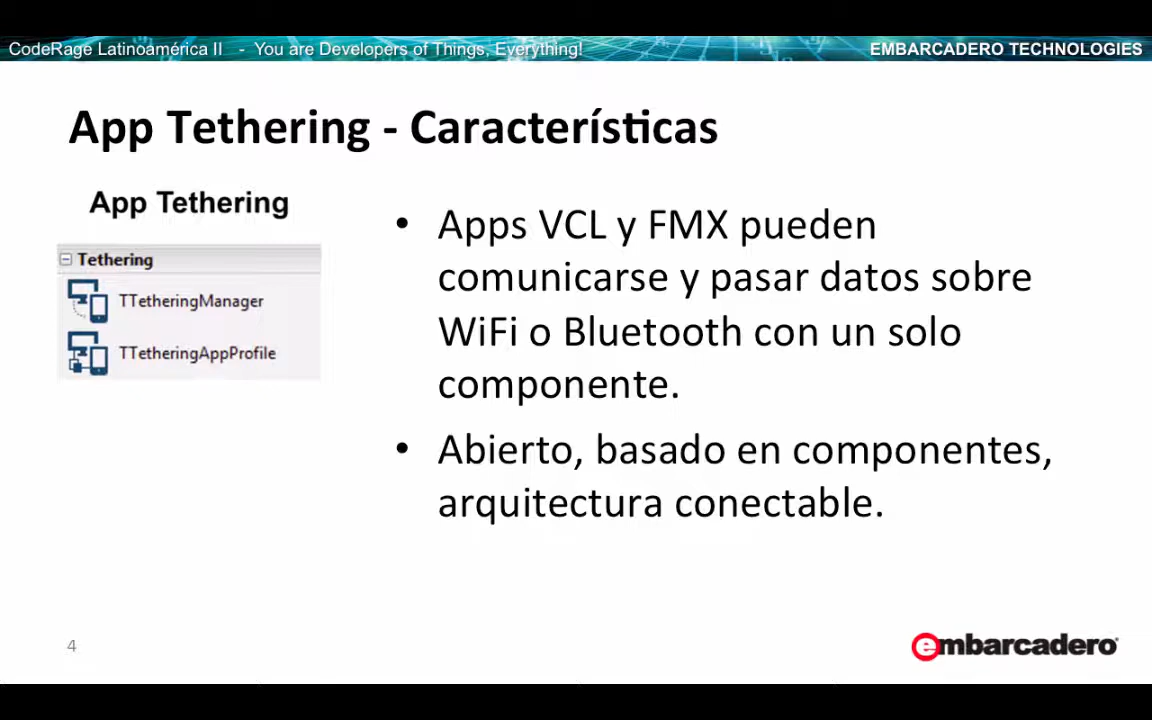 CodeRage Latinoamérica II - You are Developers of Things, Everything!
EMBARCADERO TECHNOLOGIES
App Tethering - Características
App Tethering
Tethering
TTetheringManager
TTetheringAppProfile
• Apps VCL y FMX pueden
comunicarse y pasar datos sobre
WiFi o Bluetooth con un solo
componente.
• Abierto, basado en componentes,
arquitectura conectable.
4
embarcadero